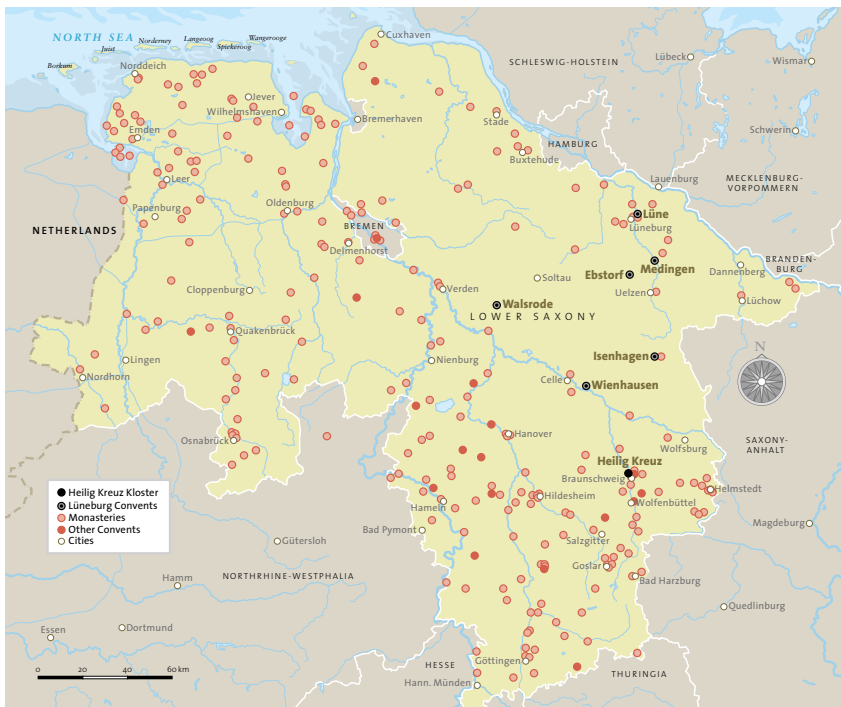 NORTH SEA
Borkum
Juist
Norderney
Langeoog
Spiekeroog
Wangerooge
Cuxhaven
Norddeich
SCHLESWIG-HOLSTEIN
Lübeck
Wismar
Jever
Wilhelmshaven
Bremerhaven
Stade
Emden
HAMBURG
Schwerin
Buxtehude
MECKLENBURG-
VORPOMMERN
Leer
Lauenburg
Papenburg
Oldenburg
Lüne
Lüneburg
NETHERLANDS
BREMEN
Delmenhorst
BRANDEN-
BURG
Medingen
Ebstorf
Dannenberg
Soltau
Cloppenburg
Verden
Uelzen
Lüchow
Walsrode
LOWER SAXONY
Quakenbrück
N
Lingen
Nienburg
Isenhagen
Nordhorn
Celle
Wienhausen
Osnabrück
Hanover
Wolfsburg
SAXONY-
ANHALT
Heilig Kreuz
Braunschweig
Helmstedt
Hildesheim
Wolfenbüttel
Hameln
Heilig Kreuz Kloster
Lüneburg Convents
Monasteries
Other Convents
Cities
Bad Pymont
Magdeburg
Salzgitter
Gütersloh
Goslar
Bad Harzburg
NORTHRHINE-WESTPHALIA
Hamm
Quedlinburg
Essen
Dortmund
HESSE
Göttingen
THURINGIA
0 20 40 60 km
Hann. Münden